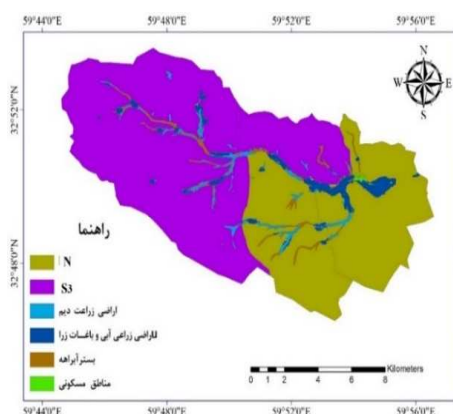 59°44'0"E 59°48'0"E 59°52'0"E 59°56'0"E
32°52'0"N
32°48'0"N
N
W E
S
راهنما
N
S3
اراضی زراعت دیم
اراضی زراعی آبی و باغات زرا
بستر آبراهه
مناطق مسکونی
0 0.5 1 2 4 6 8
Kilometers
59°44'0"E 59°48'0"E 59°52'0"E 59°56'0"E